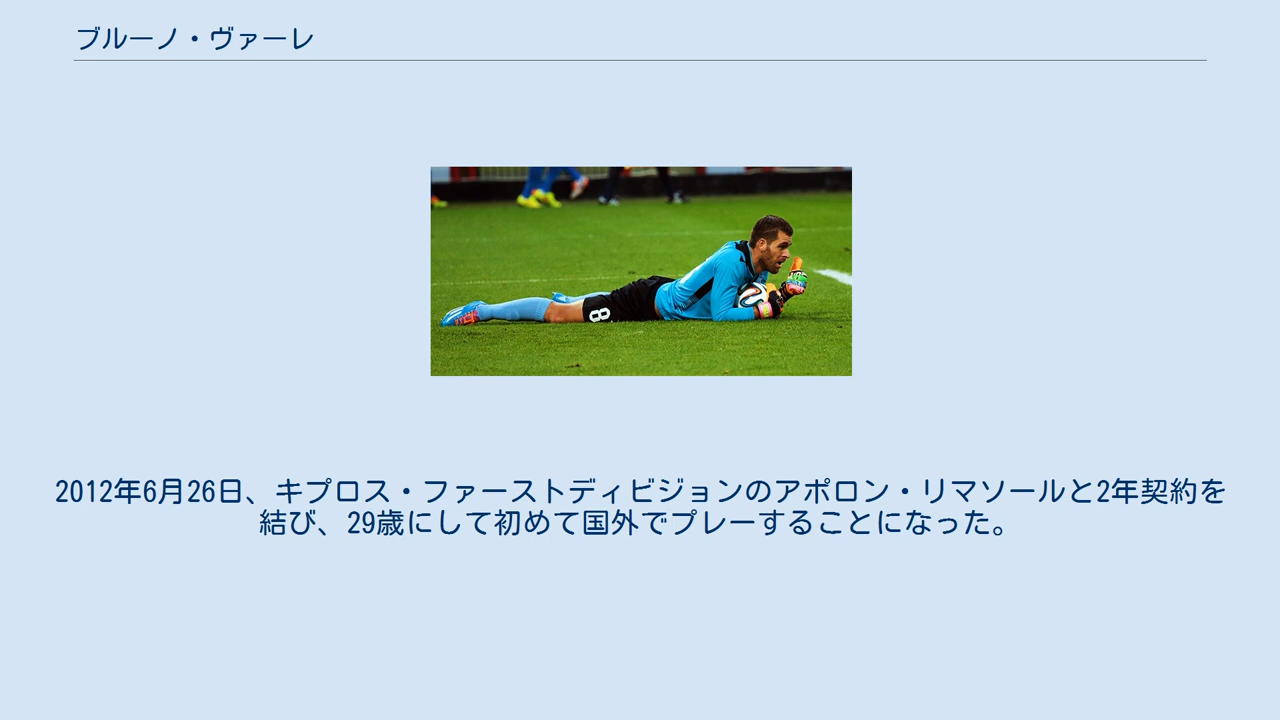 ブルーノ・ヴァーレ
8
2012年6月26日、キプロス・ファーストディビジョンのアポロン・リマソールと2年契約を
結び、29歳にして初めて国外でプレーすることになった。